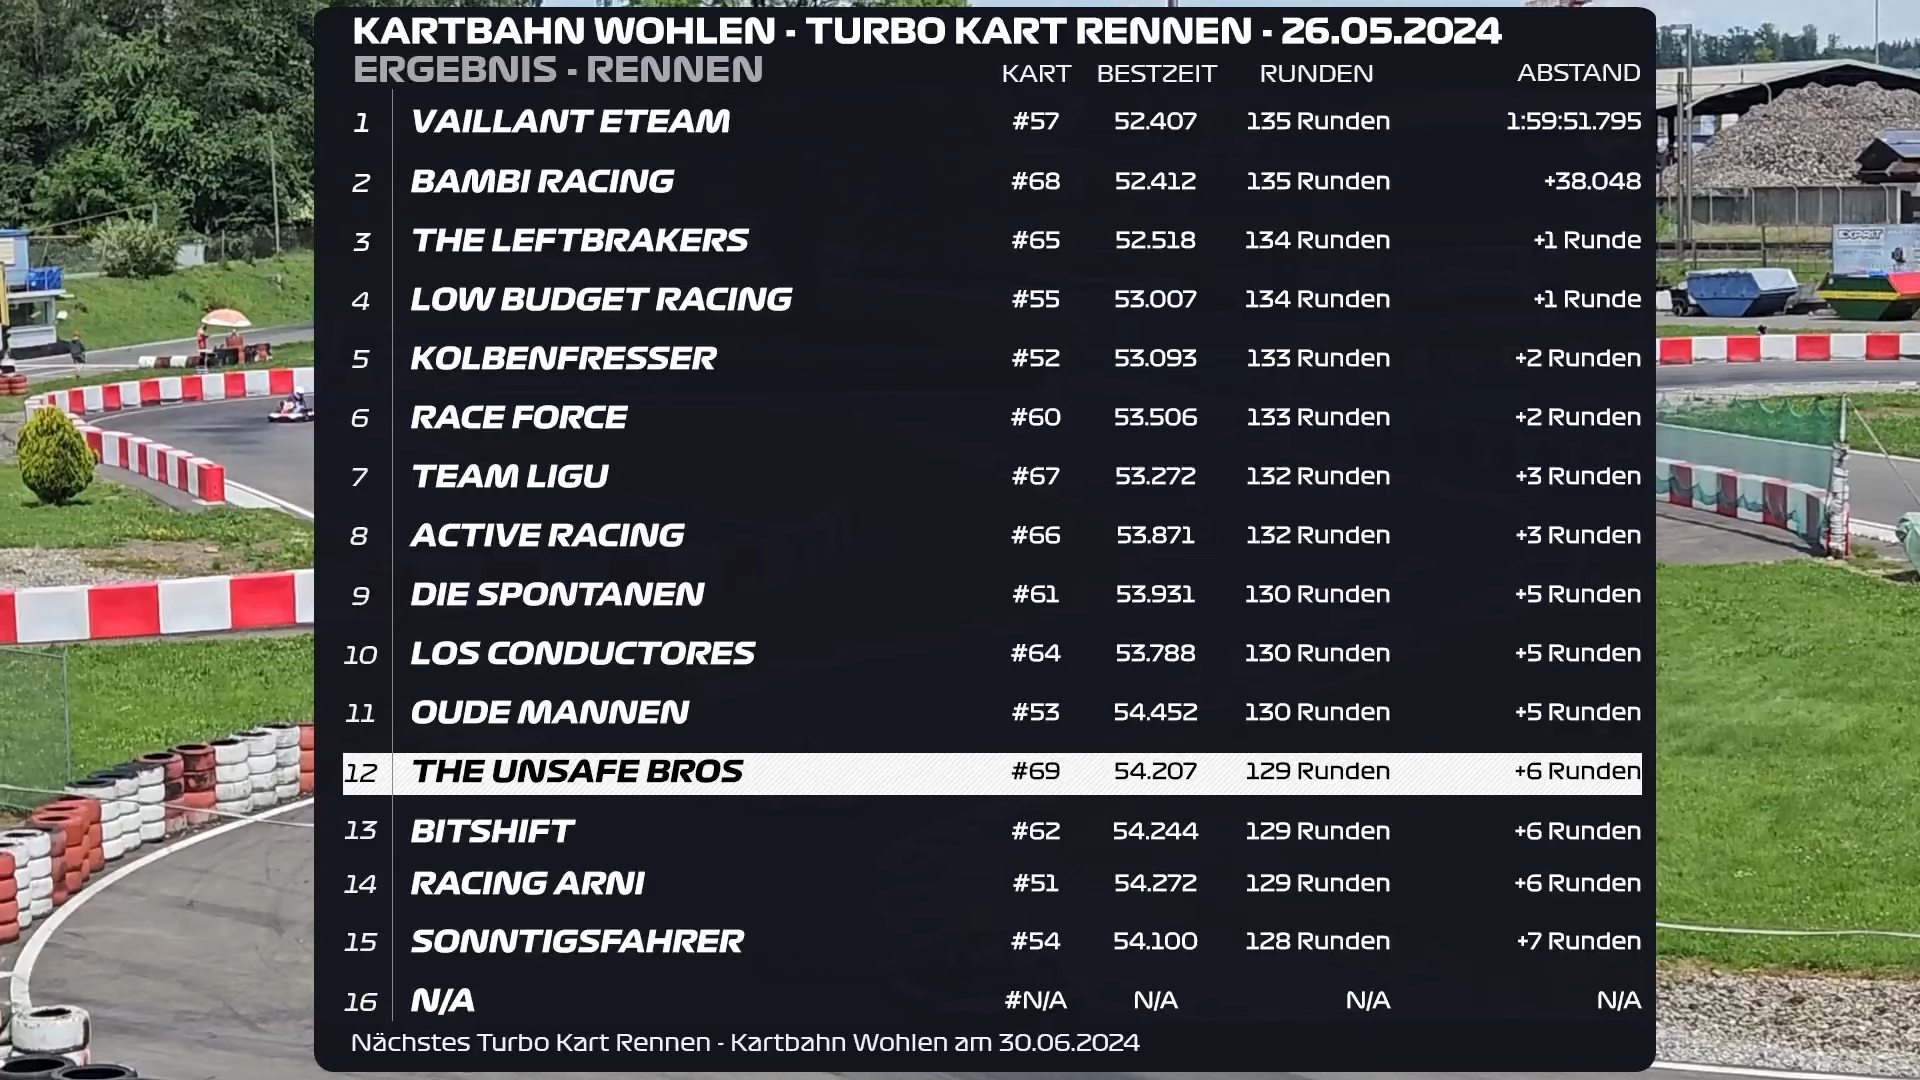 KARTBAHN WOHLEN - TURBO KART RENNEN - 26.05.2024
ERGEBNIS - RENNEN KART BESTZEIT RUNDEN ABSTAND
1 VAILLANT ETEAM #57 52.407 135 Runden 1:59:51.795
2 BAMBI RACING #68 52.412 135 Runden +38.048
3 THE LEFTBRAKERS #65 52.518 134 Runden +1 Runde
4 LOW BUDGET RACING #55 53.007 134 Runden +1 Runde
5 KOLBENFRESSER #52 53.093 133 Runden +2 Runden
6 RACE FORCE #60 53.506 133 Runden +2 Runden
7 TEAM LIGU #67 53.272 132 Runden +3 Runden
8 ACTIVE RACING #66 53.871 132 Runden +3 Runden
9 DIE SPONTANEN #61 53.931 130 Runden +5 Runden
10 LOS CONDUCTORES #64 53.788 130 Runden +5 Runden
11 OUDE MANNEN #53 54.452 130 Runden +5 Runden
12 THE UNSAFE BROS #69 54.207 129 Runden +6 Runden
13 BITSHIFT #62 54.244 129 Runden +6 Runden
14 RACING ARNI #51 54.272 129 Runden +6 Runden
15 SONNTIGSFAHRER #54 54.100 128 Runden +7 Runden
16 N/A #N/A N/A N/A N/A
Nächstes Turbo Kart Rennen - Kartbahn Wohlen am 30.06.2024
EXPRIT